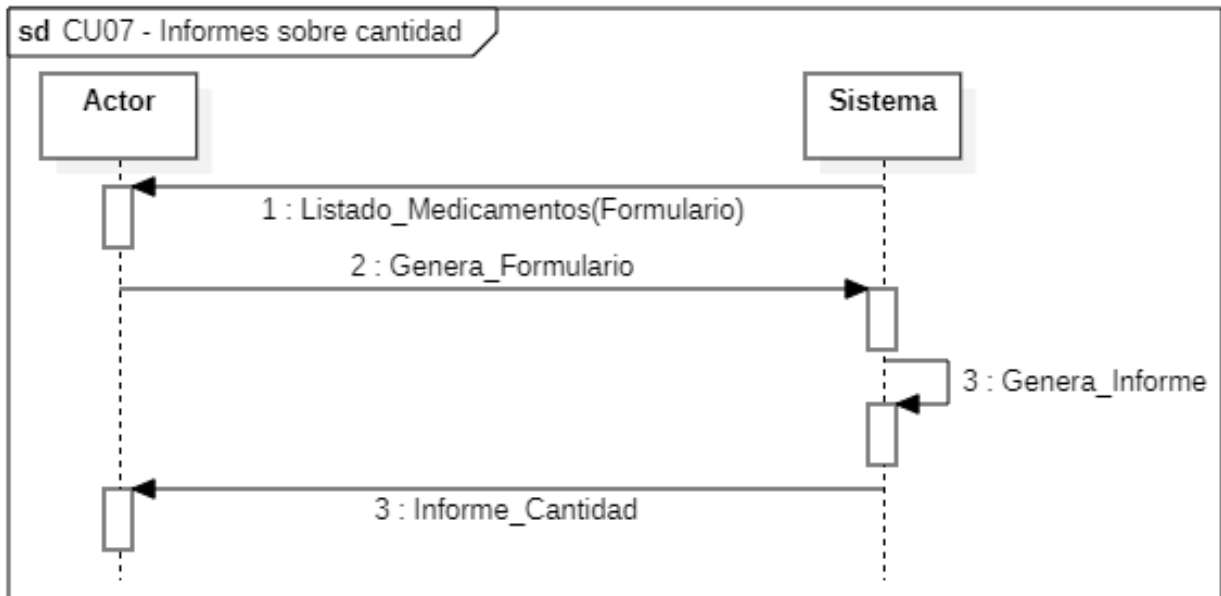 sd CU07 - Informes sobre cantidad
Actor
Sistema
1 : Listado_Medicamentos(Formulario)
2 : Genera_Formulario
3 : Genera_Informe
3 : Informe_Cantidad